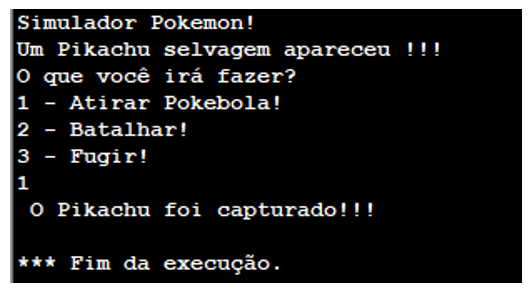 Simulador Pokemon!
Um Pikachu selvagem apareceu !!!
O que você irá fazer?
1 - Atirar Pokebola!
2 - Batalhar!
3 - Fugir!
1
O Pikachu foi capturado!!!
*** Fim da execução.